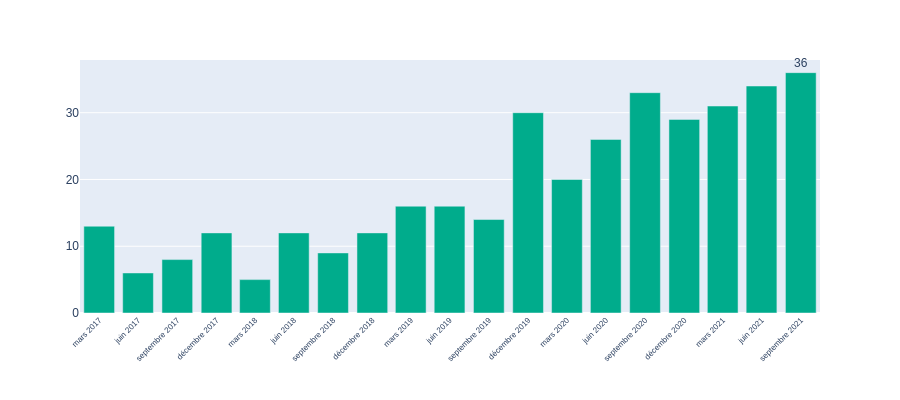 36
30
20
10
0
mars 2017
juin 2017
septembre 2017
décembre 2017
mars 2018
juin 2018
septembre 2018
décembre 2018
mars 2019
juin 2019
septembre 2019
décembre 2019
mars 2020
juin 2020
septembre 2020
décembre 2020
mars 2021
juin 2021
septembre 2021